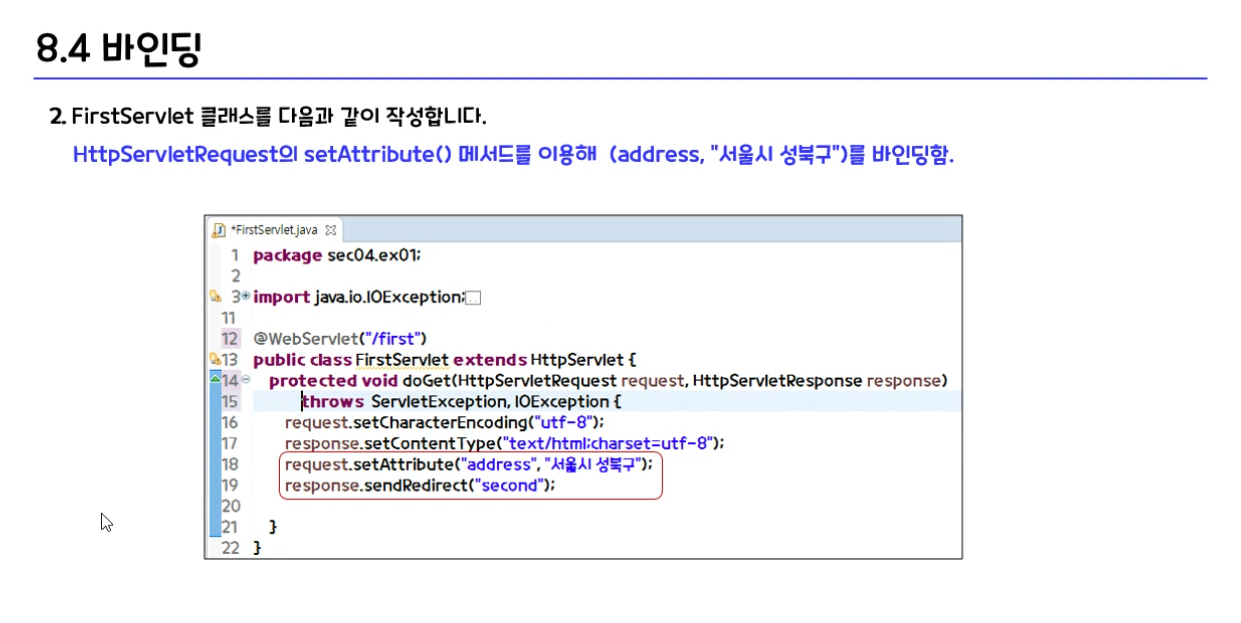 8.4 바인딩
2. FirstServlet 클래스를 다음과 같이 작성합니다.
HttpServletRequest의 setAttribute() 메서드를 이용해 (address, "서울시 성북구")를 바인딩함.
*FirstServlet.java
1 package sec04.ex01;
2
3 import java.io.IOException;
11
12 @WebServlet("/first")
13 public class FirstServlet extends HttpServlet {
14 protected void doGet(HttpServletRequest request, HttpServletResponse response)
15 throws ServletException, IOException {
16 request.setCharacterEncoding("utf-8");
17 response.setContentType("text/html;charset=utf-8");
18 request.setAttribute("address", "서울시 성북구");
19 response.sendRedirect("second");
20
21 }
22 }